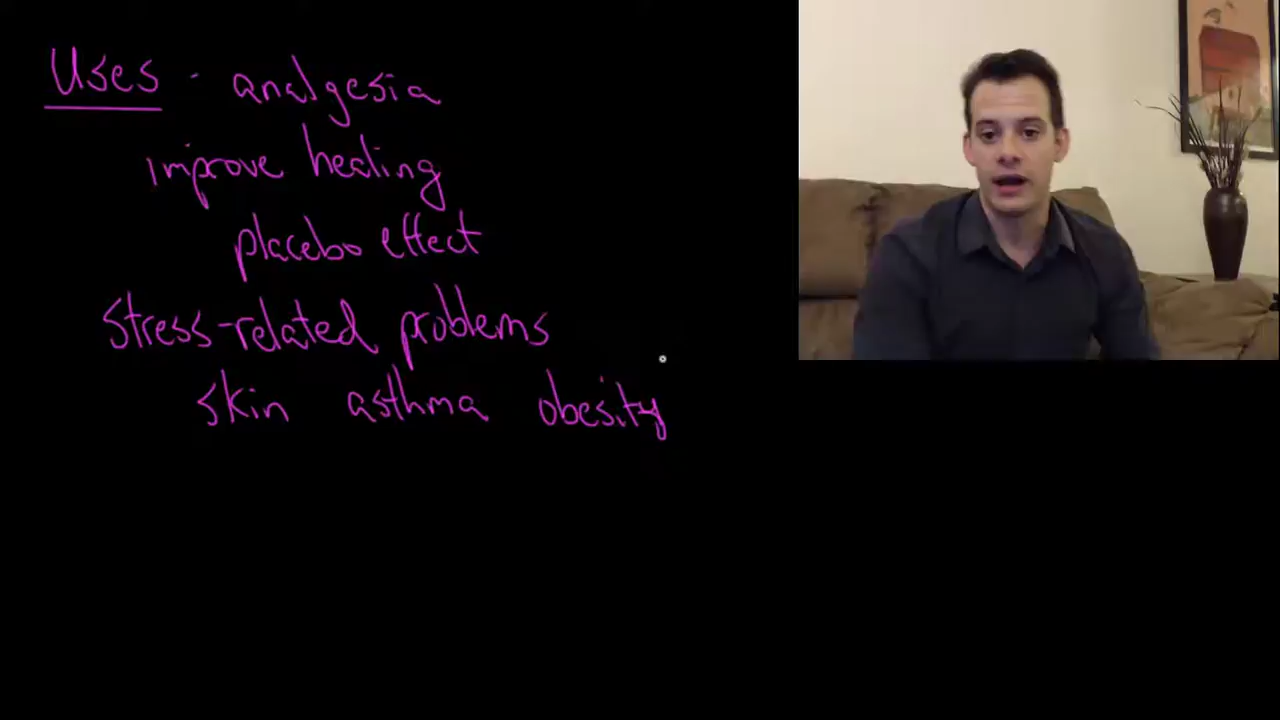 Uses - analgesia
improve healing
placebo effect
stress-related problems
skin asthma obesity